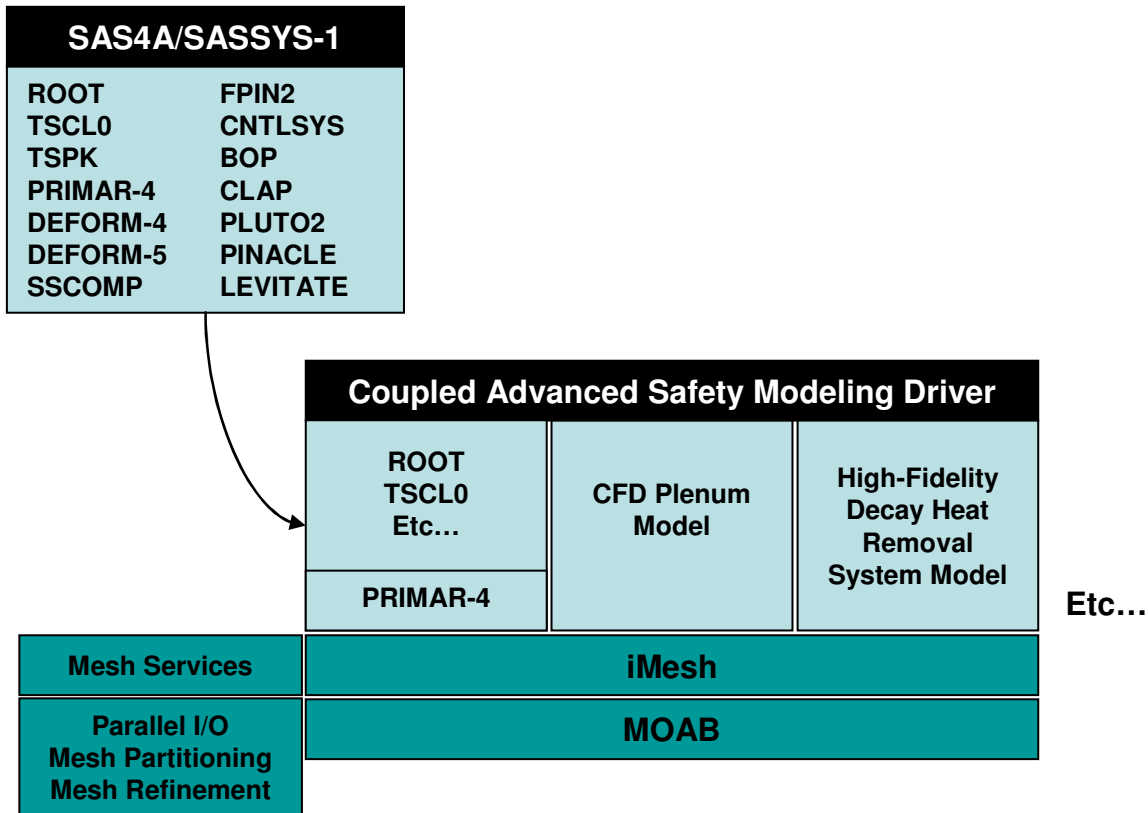 SAS4A/SASSYS-1
ROOT
TSCL0
TSPK
PRIMAR-4
DEFORM-4
DEFORM-5
SSCOMP
FPIN2
CNTLSYS
BOP
CLAP
PLUTO2
PINACLE
LEVITATE
Coupled Advanced Safety Modeling Driver
ROOT
TSCL0
Etc…
PRIMAR-4
CFD Plenum
Model
High-Fidelity
Decay Heat
Removal
System Model
Etc…
Mesh Services
iMesh
Parallel I/O
Mesh Partitioning
Mesh Refinement
MOAB